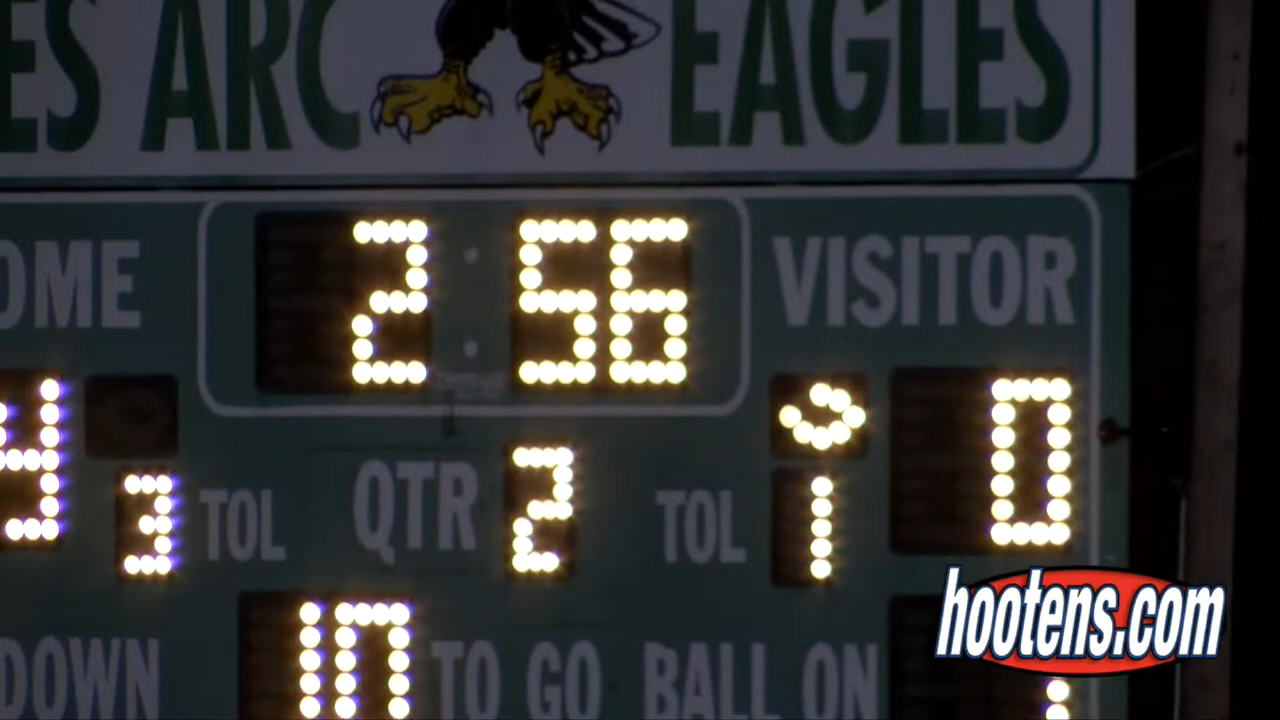 ES ARC EAGLES
OME 2:56 VISITOR
3 TOL QTR 2 TOL 1 0
hootens.com
DOWN 10 TO GO BALL ON